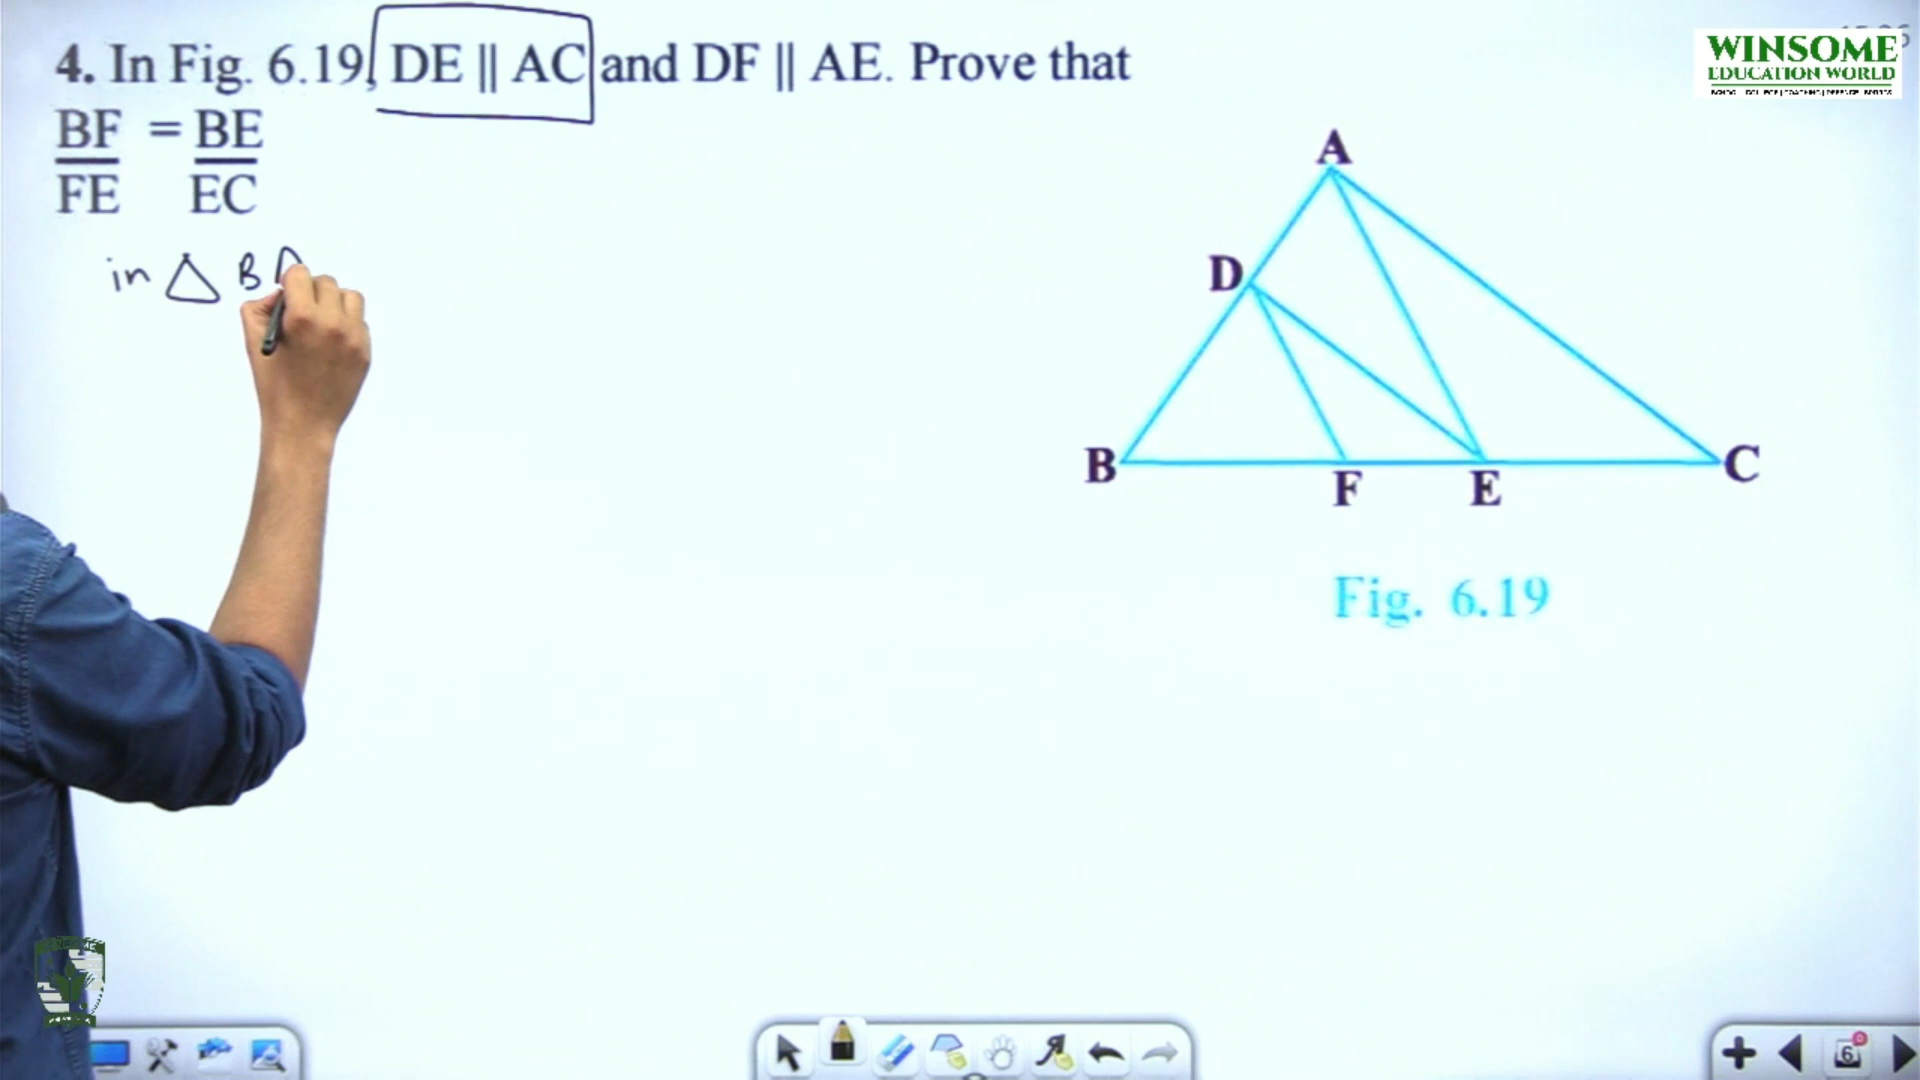 4. In Fig. 6.19, DE || AC and DF || AE. Prove that
BF/FE = BE/EC
in △ B
WINSOME
EDUCATION WORLD
A
D
B
F
E
C
Fig. 6.19
6